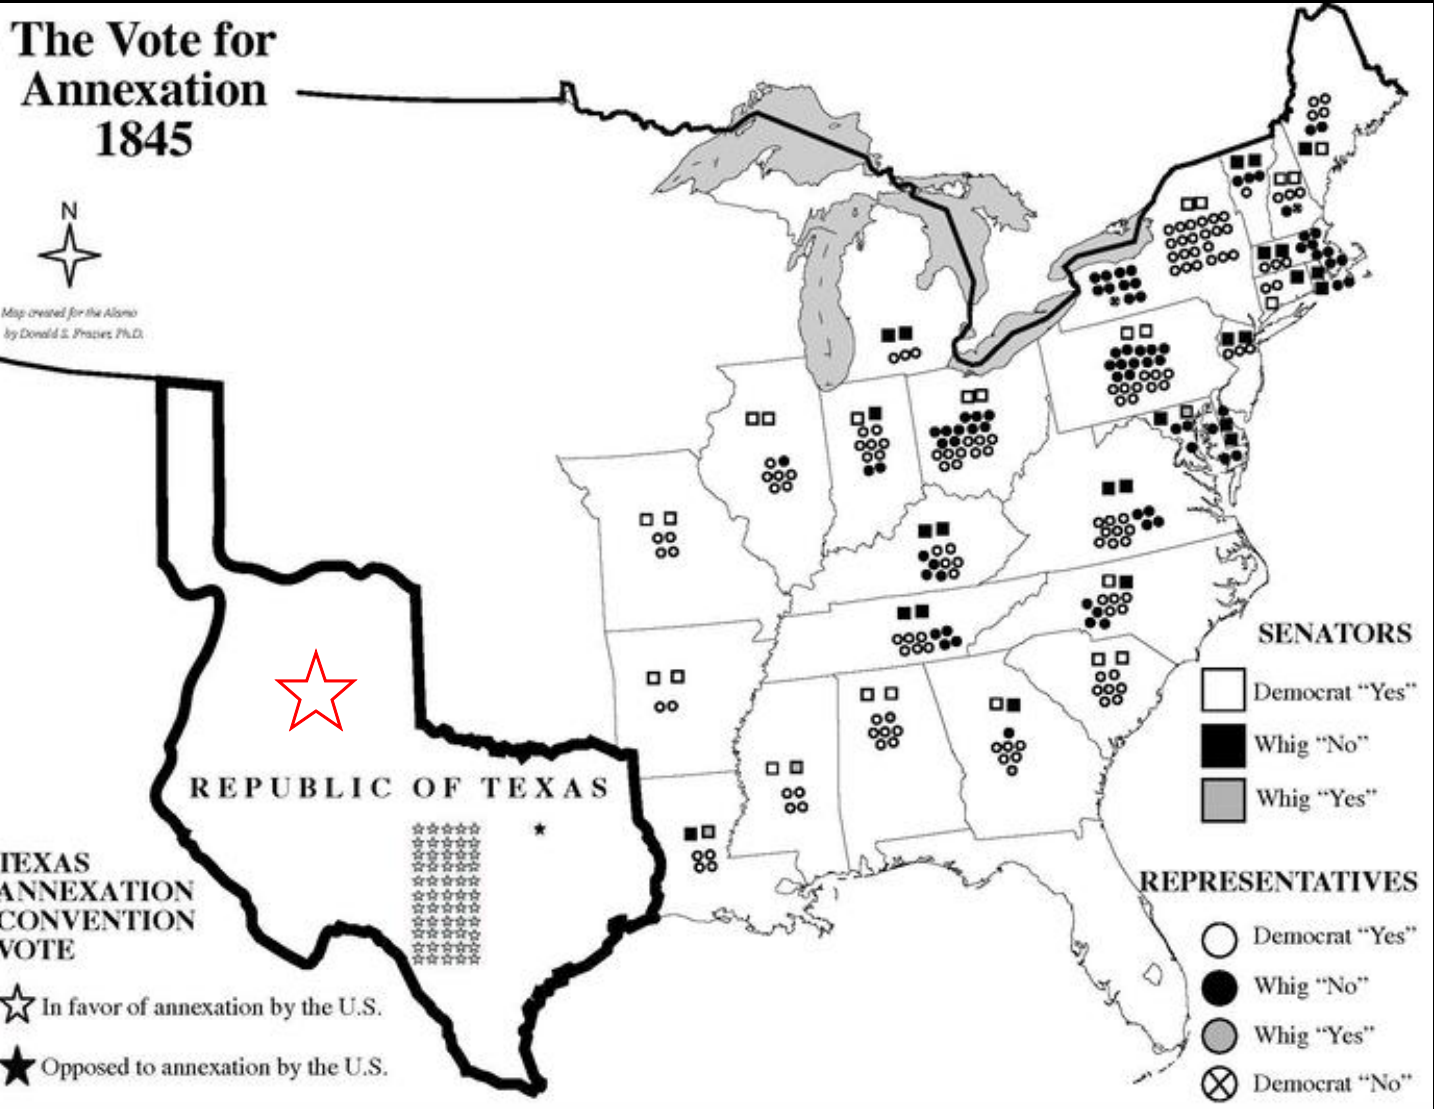 The Vote for
Annexation
1845
N
Map created for the Alamo
by Donald S. Frazier, Ph.D.
REPUBLIC OF TEXAS
TEXAS
ANNEXATION
CONVENTION
VOTE
In favor of annexation by the U.S.
Opposed to annexation by the U.S.
SENATORS
Democrat “Yes”
Whig “No”
Whig “Yes”
REPRESENTATIVES
Democrat “Yes”
Whig “No”
Whig “Yes”
Democrat “No”